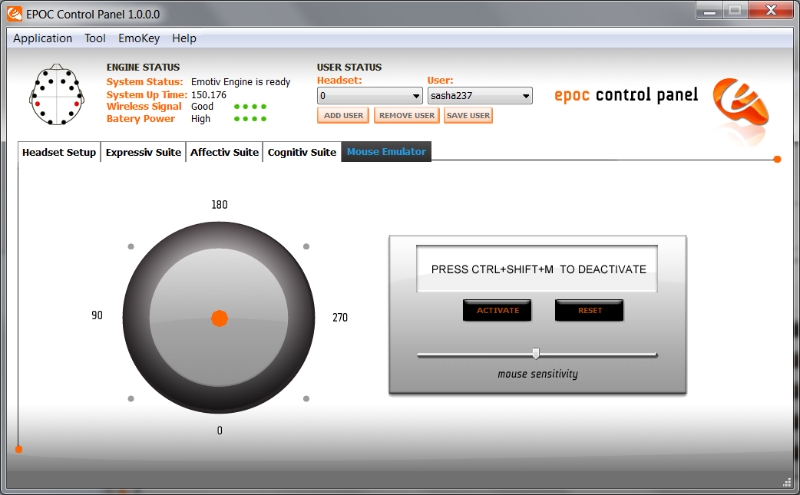 EPOC Control Panel 1.0.0.0
Application Tool EmoKey Help
ENGINE STATUS
System Status: Emotiv Engine is ready
System Up Time: 150.176
Wireless Signal Good
Batery Power High
USER STATUS
Headset: User:
0 sasha237
ADD USER REMOVE USER SAVE USER
epoc control panel
Headset Setup Expressiv Suite Affectiv Suite Cognitiv Suite Mouse Emulator
180
90 270
0
PRESS CTRL+SHIFT+M TO DEACTIVATE
ACTIVATE RESET
mouse sensitivity